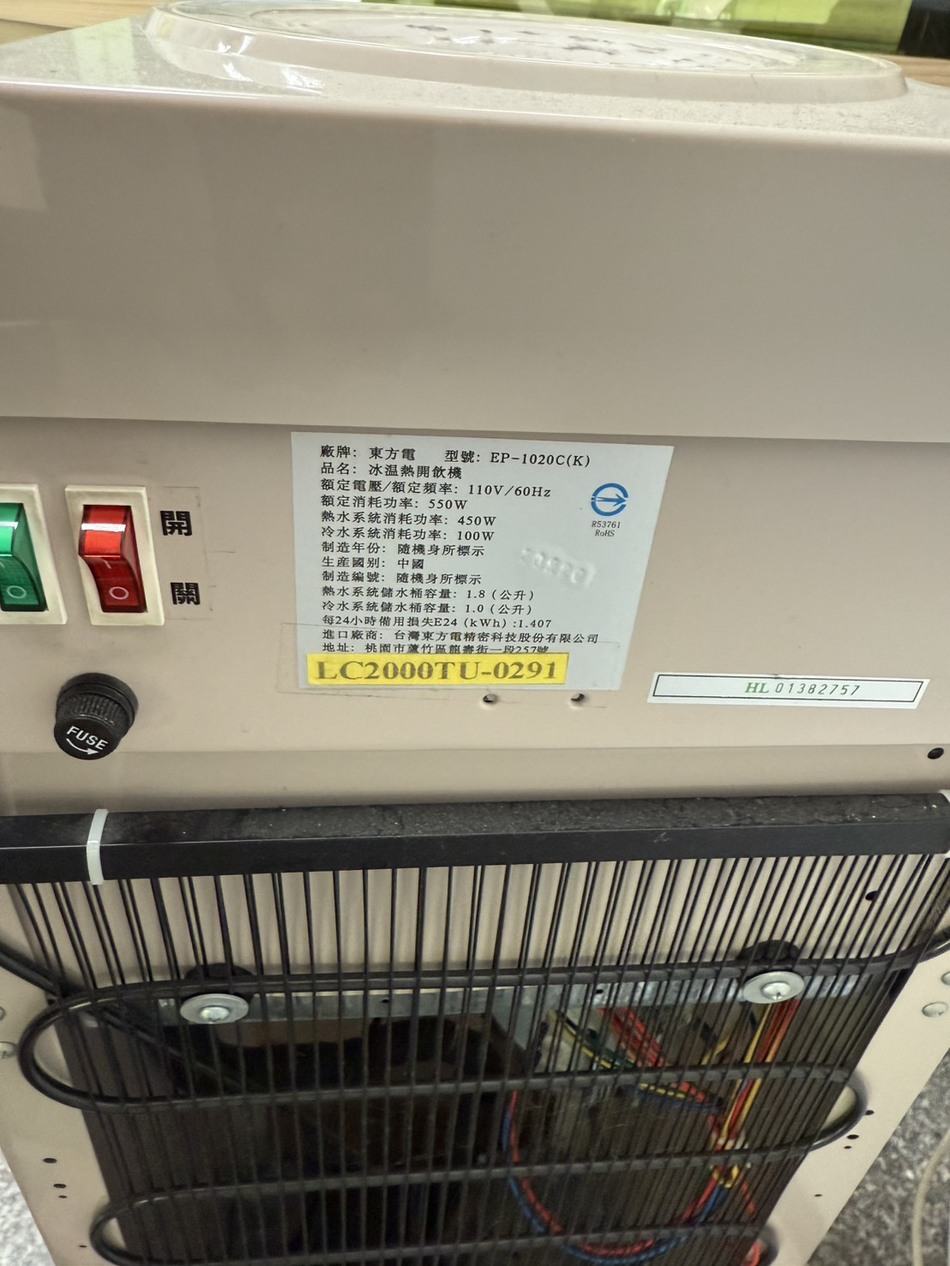 廠牌: 東方電 型號: EP-1020C(K)
品名: 冰溫熱開飲機
額定電壓/額定頻率: 110V/60Hz
額定消耗功率: 550W
熱水系統消耗功率: 450W
冷水系統消耗功率: 100W
制造年份: 隨機身所標示
生産國別: 中國
制造編號: 隨機身所標示
熱水系統儲水桶容量: 1.8 (公升)
冷水系統儲水桶容量: 1.0 (公升)
每24小時備用損失E24 (kWh) :1.407
進口廠商: 台灣東方電精密科技股份有限公司
地址: 桃園市蘆竹區龍壽街一段257號
R53761
RoHS
開
關
LC2000TU-0291
HL 01382757
FUSE